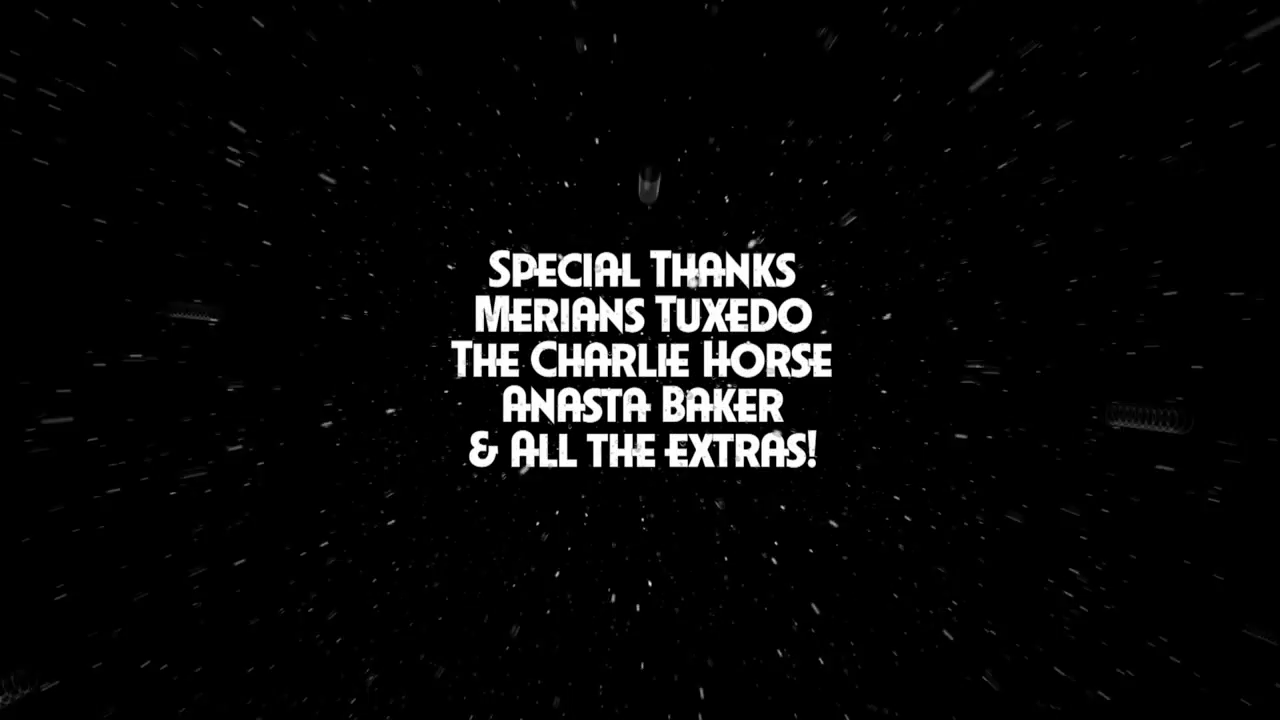 Special Thanks
Merians Tuxedo
The Charlie Horse
Anasta Baker
& All the extras!